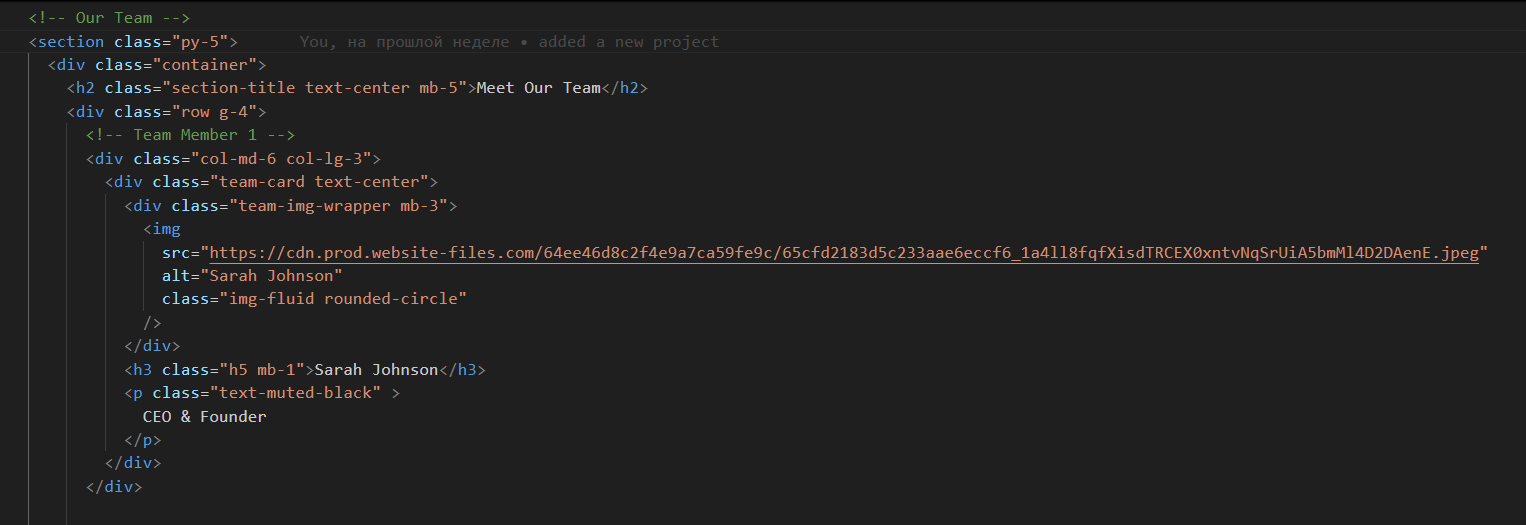 <!-- Our Team -->
<section class="py-5"> You, на прошлой неделе • added a new project
<div class="container">
<h2 class="section-title text-center mb-5">Meet Our Team</h2>
<div class="row g-4">
<!-- Team Member 1 -->
<div class="col-md-6 col-lg-3">
<div class="team-card text-center">
<div class="team-img-wrapper mb-3">
<img
src="https://cdn.prod.website-files.com/64ee46d8c2f4e9a7ca59fe9c/65cfd2183d5c233aae6eccf6_1a4ll8fqfXisdTRCEX0xntvNqSrUiA5bmMl4D2DAenE.jpeg"
alt="Sarah Johnson"
class="img-fluid rounded-circle"
/>
</div>
<h3 class="h5 mb-1">Sarah Johnson</h3>
<p class="text-muted-black" >
CEO & Founder
</p>
</div>
</div>